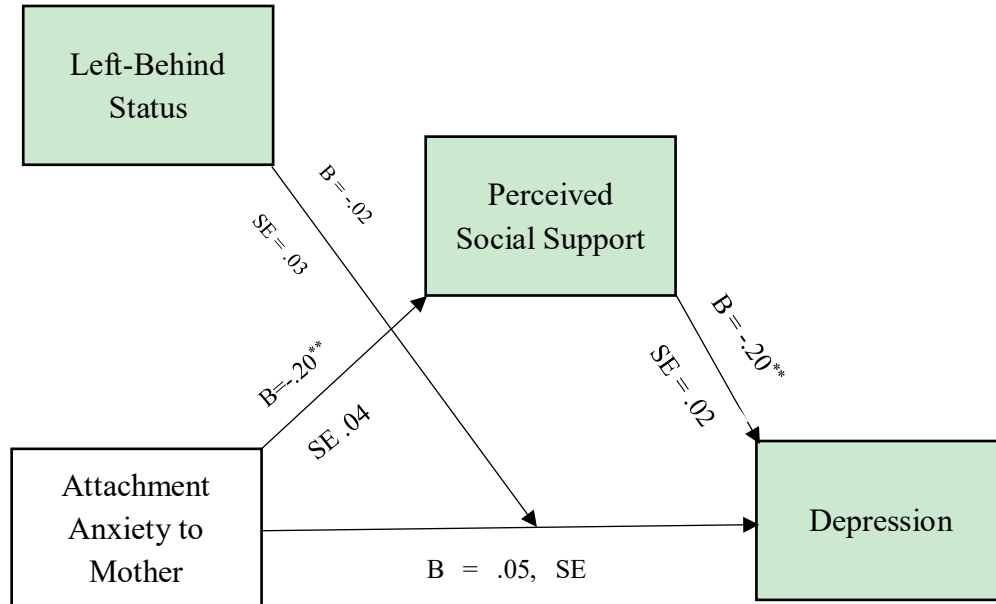 Left-Behind
Status
B = -.02
SE = .03
Perceived
Social Support
B=-.20**
SE .04
B = -.20**
SE = .02
Attachment
Anxiety to
Mother
Depression
B = .05, SE